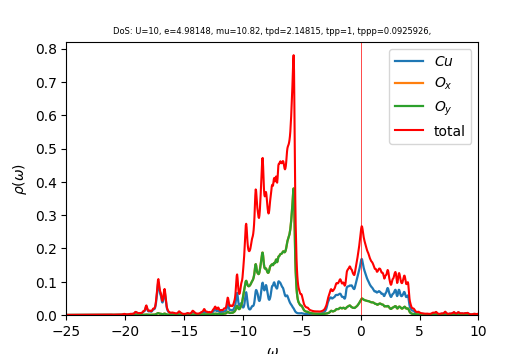 DoS: U=10, e=4.98148, mu=10.82, tpd=2.14815, tpp=1, tppp=0.0925926,
0.8
0.7
0.6
0.5
0.4
0.3
0.2
0.1
0.0
ρ(ω)
Cu
Oₓ
O_y
total
−25 −20 −15 −10 −5 0 5 10
ω